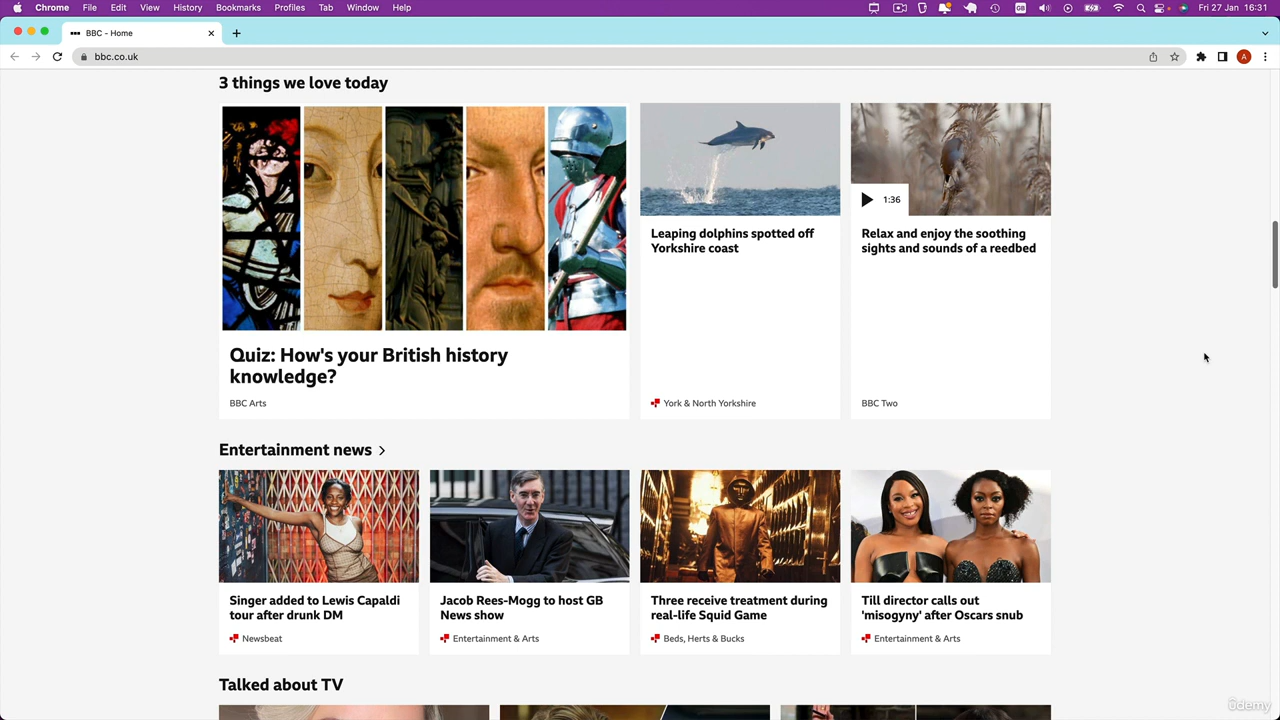 Chrome File Edit View History Bookmarks Profiles Tab Window Help GB Fri 27 Jan 16:31
BBC - Home
bbc.co.uk A
3 things we love today
1:36
Quiz: How's your British history
knowledge?
BBC Arts
Leaping dolphins spotted off
Yorkshire coast
York & North Yorkshire
Relax and enjoy the soothing
sights and sounds of a reedbed
BBC Two
Entertainment news
Singer added to Lewis Capaldi
tour after drunk DM
Newsbeat
Jacob Rees-Mogg to host GB
News show
Entertainment & Arts
Three receive treatment during
real-life Squid Game
Beds, Herts & Bucks
Till director calls out
'misogyny' after Oscars snub
Entertainment & Arts
Talked about TV
ûdemy